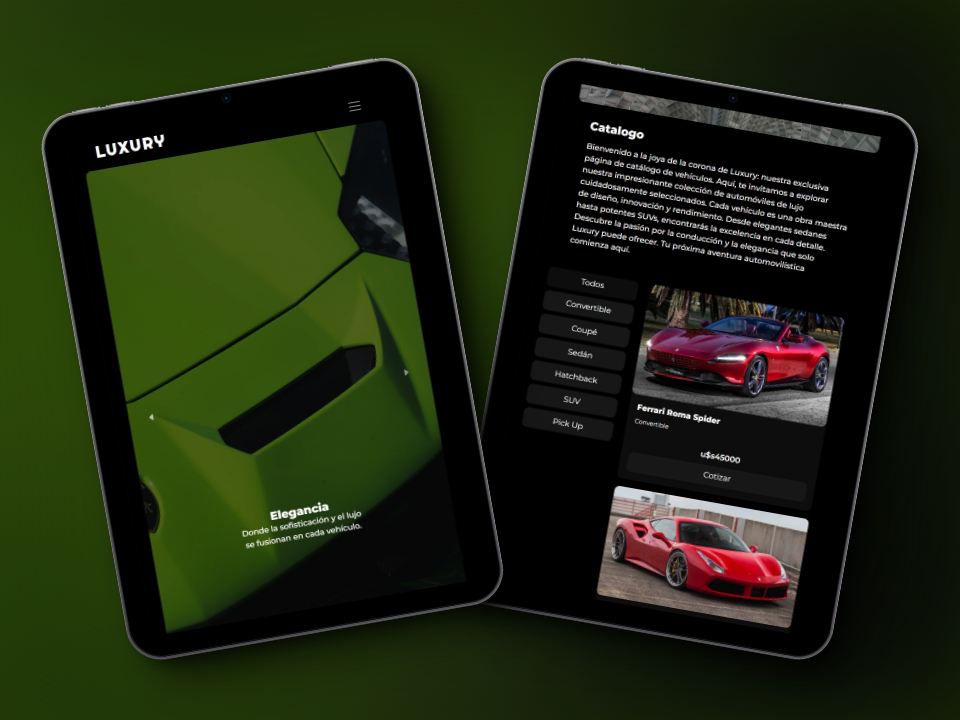 LUXURY
Elegancia
Donde la sofisticación y el lujo
se fusionan en cada vehículo.
Catalogo
Bienvenido a la joya de la corona de Luxury: nuestra exclusiva
página de catálogo de vehículos. Aquí, te invitamos a explorar
nuestra impresionante colección de automóviles de lujo
cuidadosamente seleccionados. Cada vehículo es una obra maestra
de diseño, innovación y rendimiento. Desde elegantes sedanes
hasta potentes SUVs, encontrarás la excelencia en cada detalle.
Descubre la pasión por la conducción y la elegancia que solo
Luxury puede ofrecer. Tu próxima aventura automovilística
comienza aquí.
Todos
Convertible
Coupé
Sedán
Hatchback
SUV
Pick Up
Ferrari Roma Spider
Convertible
u$s45000
Cotizar